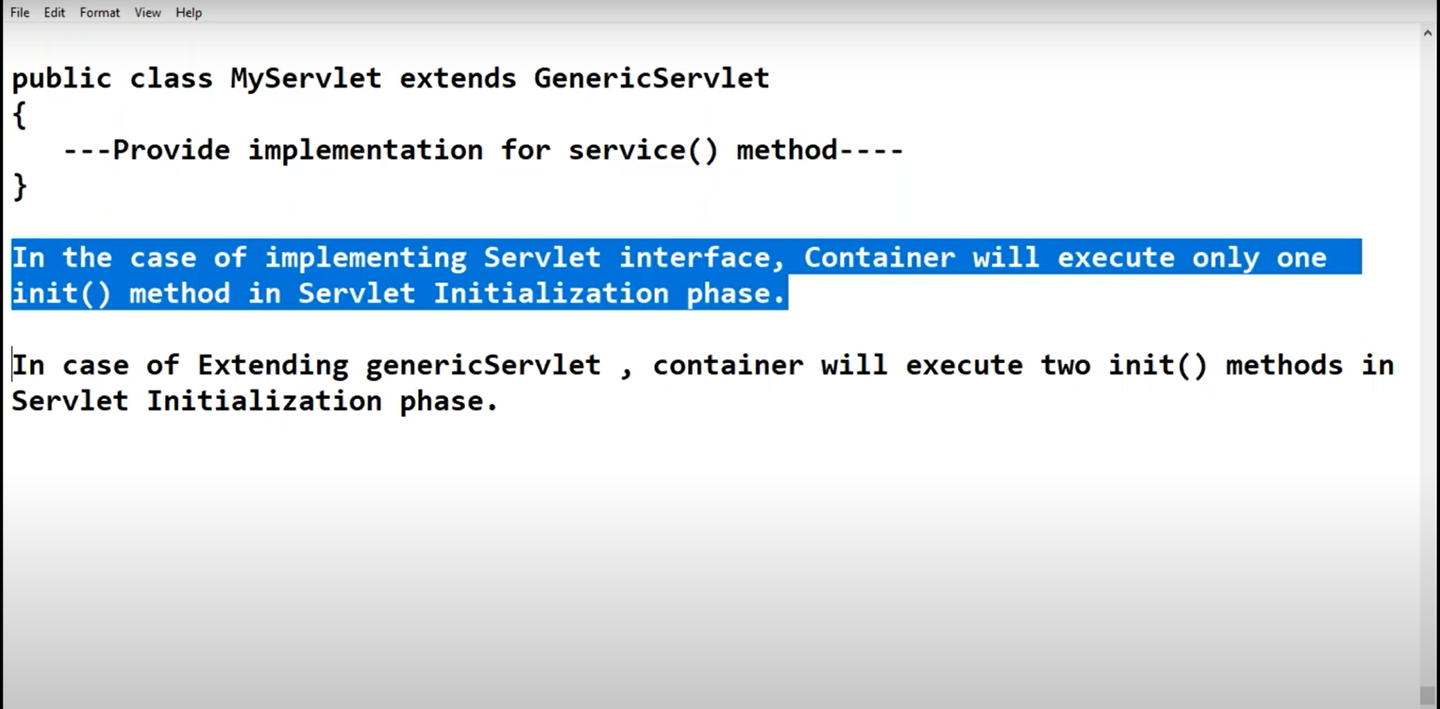 File Edit Format View Help
public class MyServlet extends GenericServlet
{
---Provide implementation for service() method----
}
In the case of implementing Servlet interface, Container will execute only one
init() method in Servlet Initialization phase.
In case of Extending genericServlet , container will execute two init() methods in
Servlet Initialization phase.